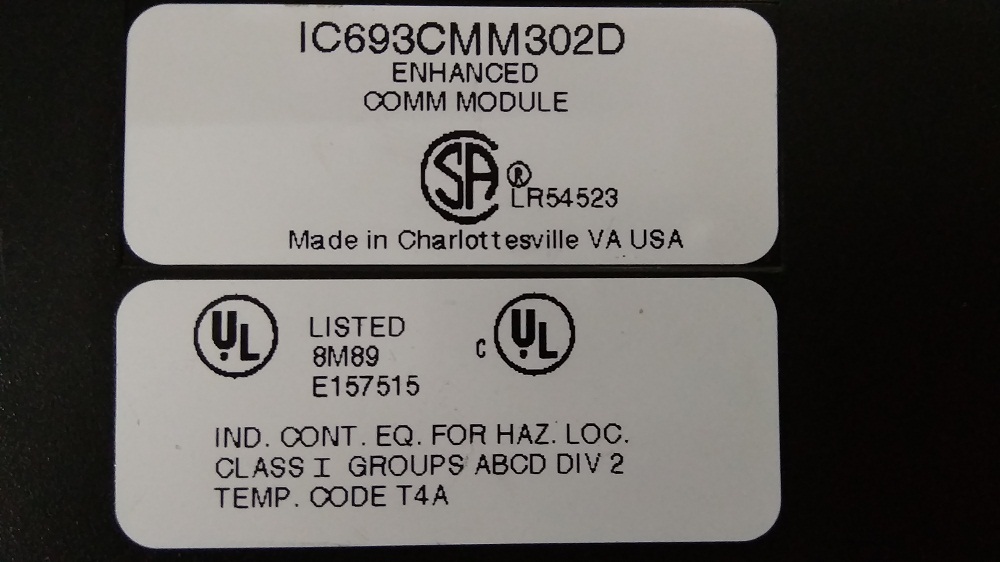 IC693CMM302D
ENHANCED
COMM MODULE
SA ®
LR54523
Made in Charlottesville VA USA
UL LISTED
8M89
E157515
C UL
IND. CONT. EQ. FOR HAZ. LOC.
CLASS I GROUPS ABCD DIV 2
TEMP. CODE T4A